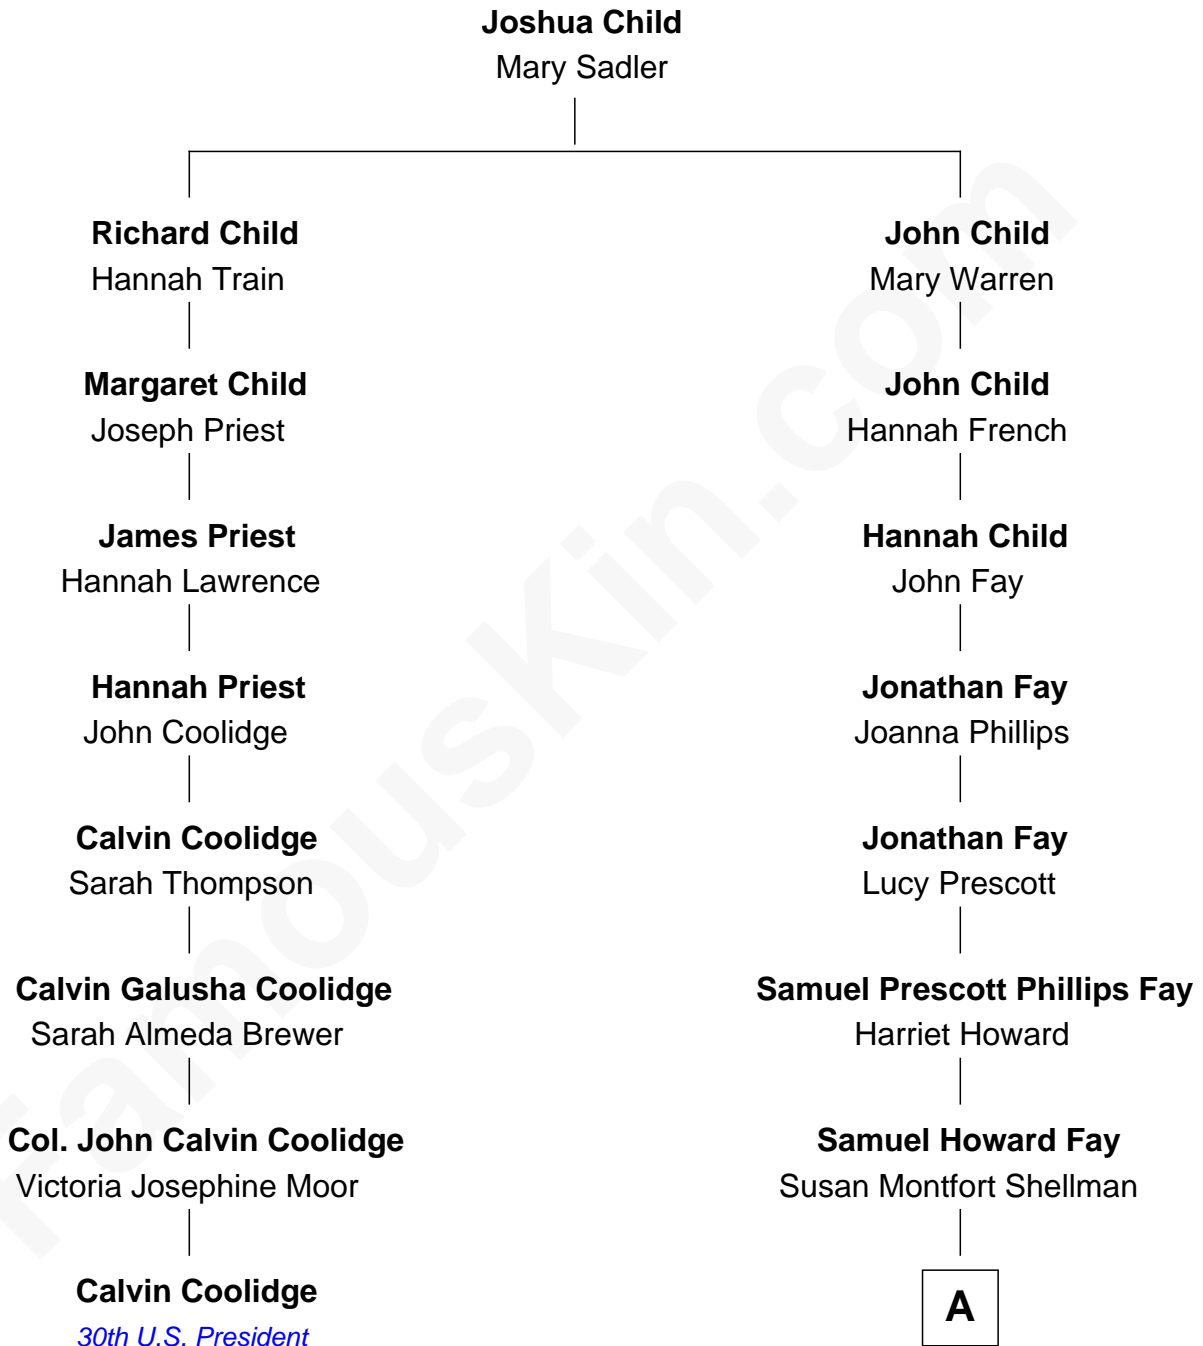 Joshua Child
Mary Sadler
Richard Child
Hannah Train
John Child
Mary Warren
Margaret Child
Joseph Priest
John Child
Hannah French
James Priest
Hannah Lawrence
Hannah Child
John Fay
Hannah Priest
John Coolidge
Jonathan Fay
Joanna Phillips
Calvin Coolidge
Sarah Thompson
Jonathan Fay
Lucy Prescott
Calvin Galusha Coolidge
Sarah Almeda Brewer
Samuel Prescott Phillips Fay
Harriet Howard
Col. John Calvin Coolidge
Victoria Josephine Moor
Samuel Howard Fay
Susan Montfort Shellman
Calvin Coolidge
30th U.S. President
A
FamousKin.com